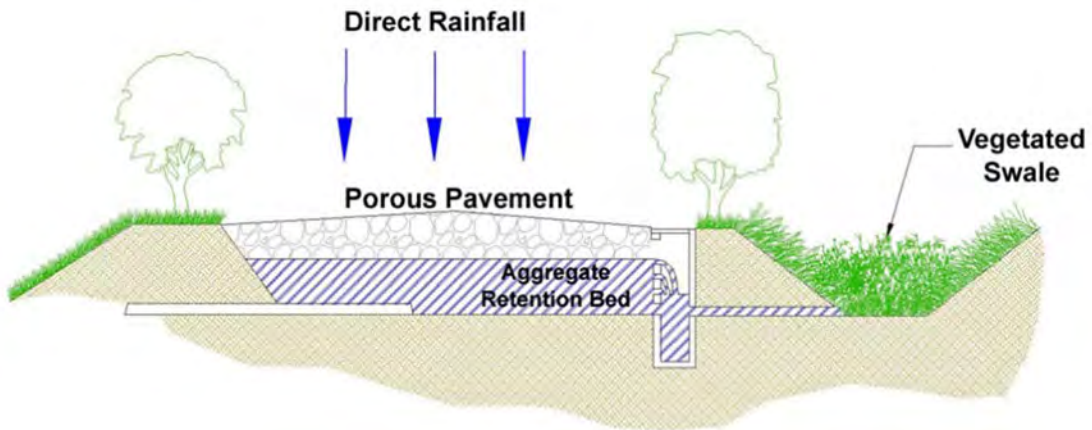 Direct Rainfall
Vegetated
Swale
Porous Pavement
Aggregate
Retention Bed